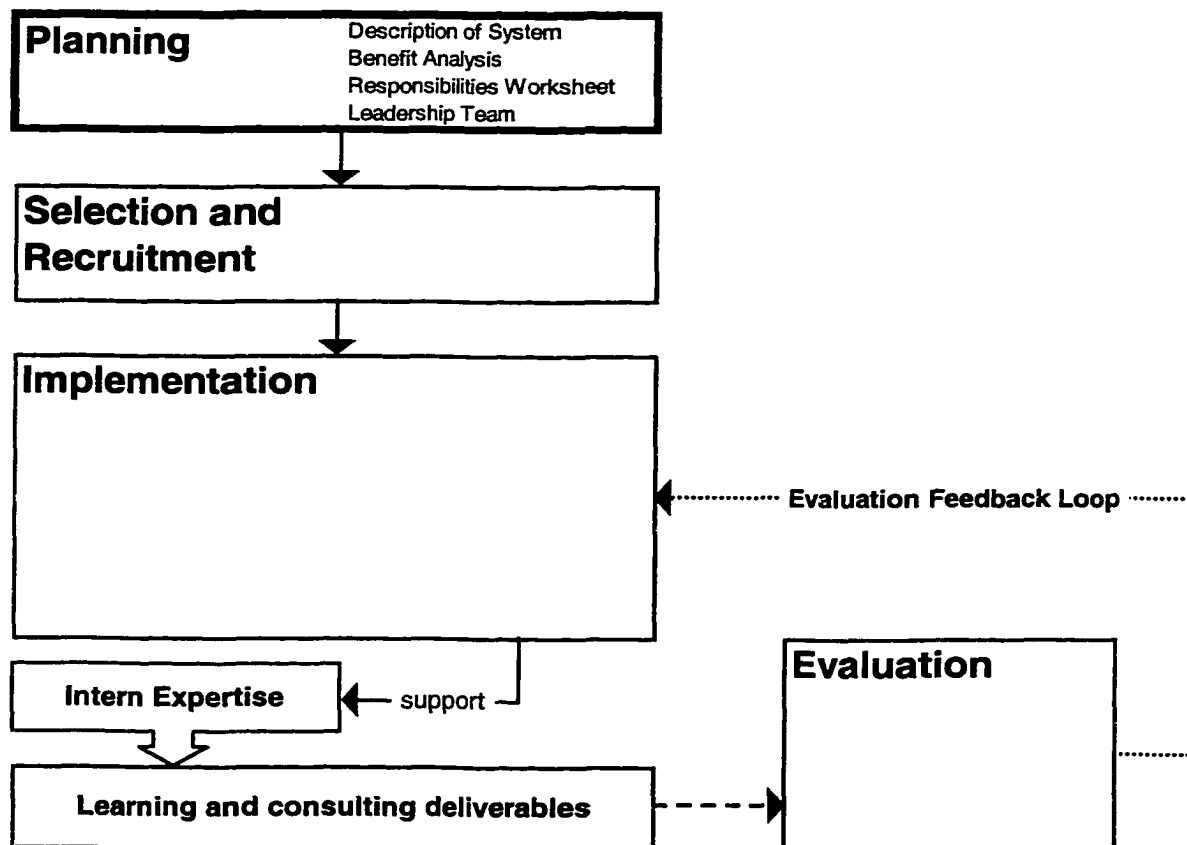 Planning
Description of System
Benefit Analysis
Responsibilities Worksheet
Leadership Team
Selection and
Recruitment
Implementation
Evaluation Feedback Loop
Intern Expertise
support
Evaluation
Learning and consulting deliverables